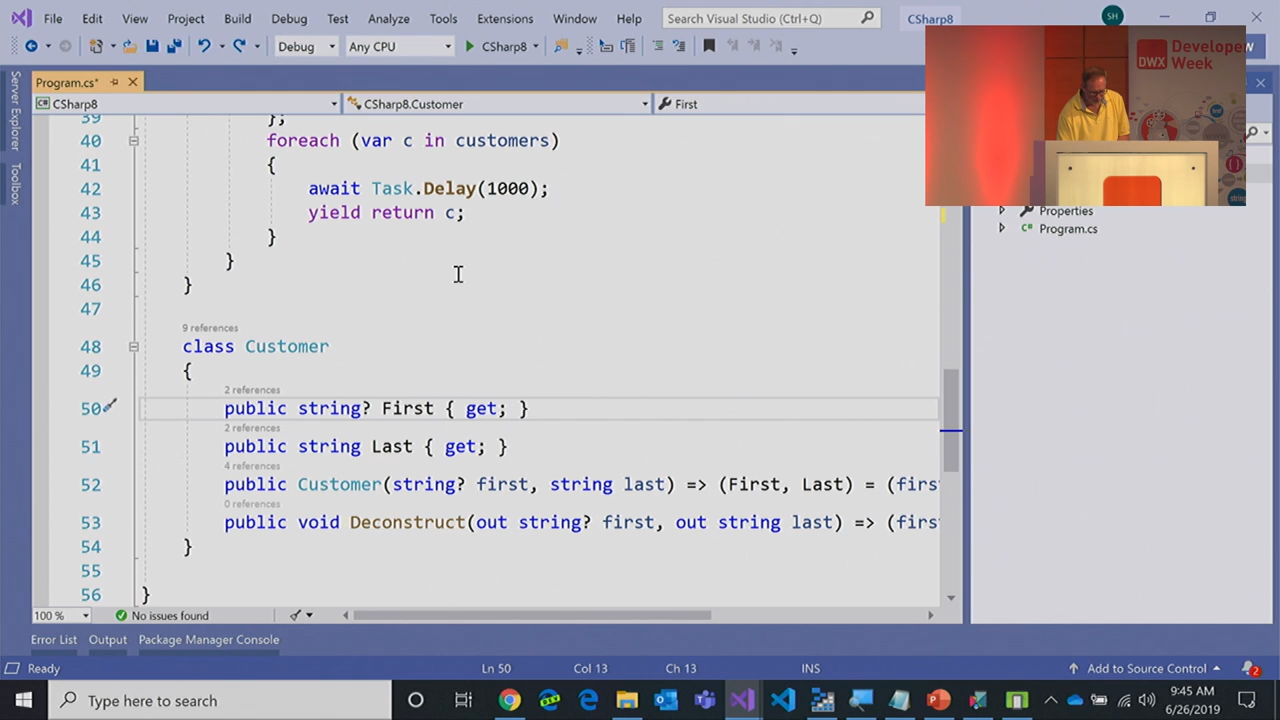 File Edit View Project Build Debug Test Analyze Tools Extensions Window Help Search Visual Studio (Ctrl+Q) CSharp8 SH
Debug Any CPU CSharp8
DWX Developer Week
Program.cs*
CSharp8 CSharp8.Customer First
Server Explorer
Toolbox
39 };
40 foreach (var c in customers)
41 {
42 await Task.Delay(1000);
43 yield return c;
44 }
45 }
46 }
47
9 references
48 class Customer
49 {
2 references
50 public string? First { get; }
2 references
51 public string Last { get; }
4 references
52 public Customer(string? first, string last) => (First, Last) = (firs
0 references
53 public void Deconstruct(out string? first, out string last) => (firs
54 }
55
56 }
Properties
Program.cs
100 % No issues found
Error List Output Package Manager Console
Ready Ln 50 Col 13 Ch 13 INS Add to Source Control 2
Type here to search
9:45 AM
6/26/2019